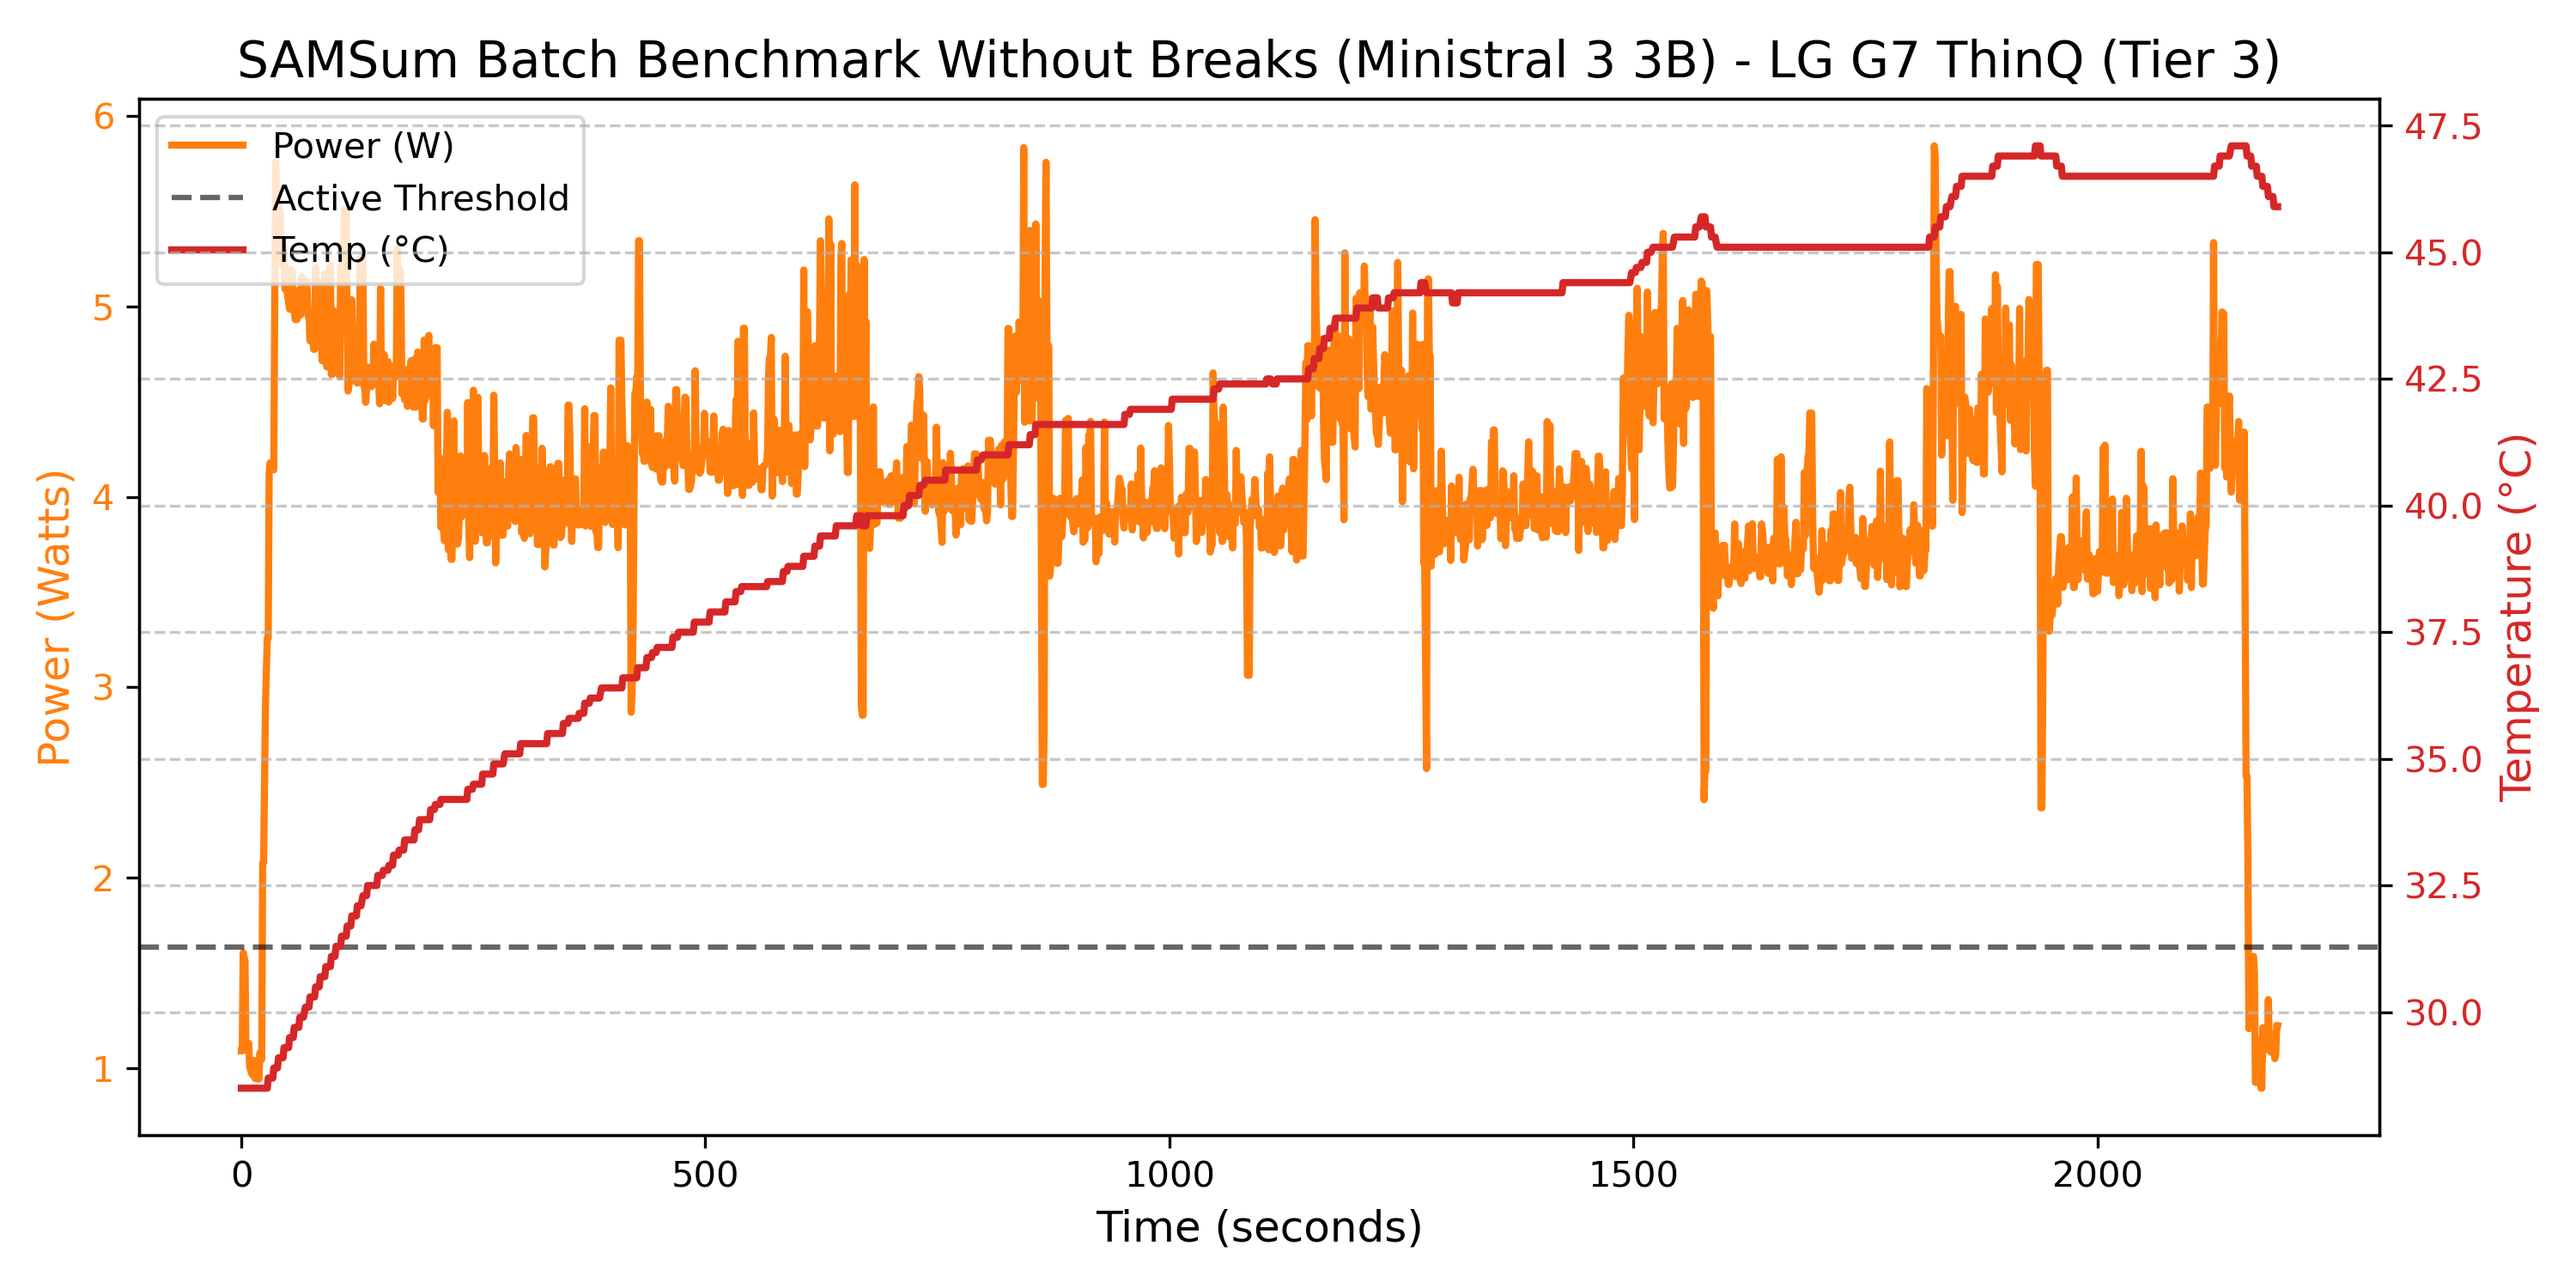 SAMSum Batch Benchmark Without Breaks (Ministral 3 3B) - LG G7 ThinQ (Tier 3)
Power (W)
Active Threshold
Temp (°C)
6
5
4
3
2
1
Power (Watts)
47.5
45.0
42.5
40.0
37.5
35.0
32.5
30.0
Temperature (°C)
0
500
1000
1500
2000
Time (seconds)